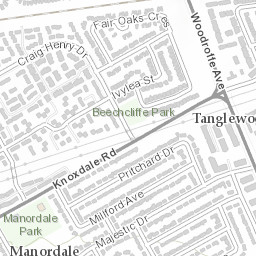 Fair Oaks Cres
Craig Henry Dr
Woodroffe Ave
Ivylea St
Beechcliffe Park
Tanglewoo
Knoxdale Rd
Pritchard Dr
Millford Ave
Manordale
Park
Majestic Dr
Manordale